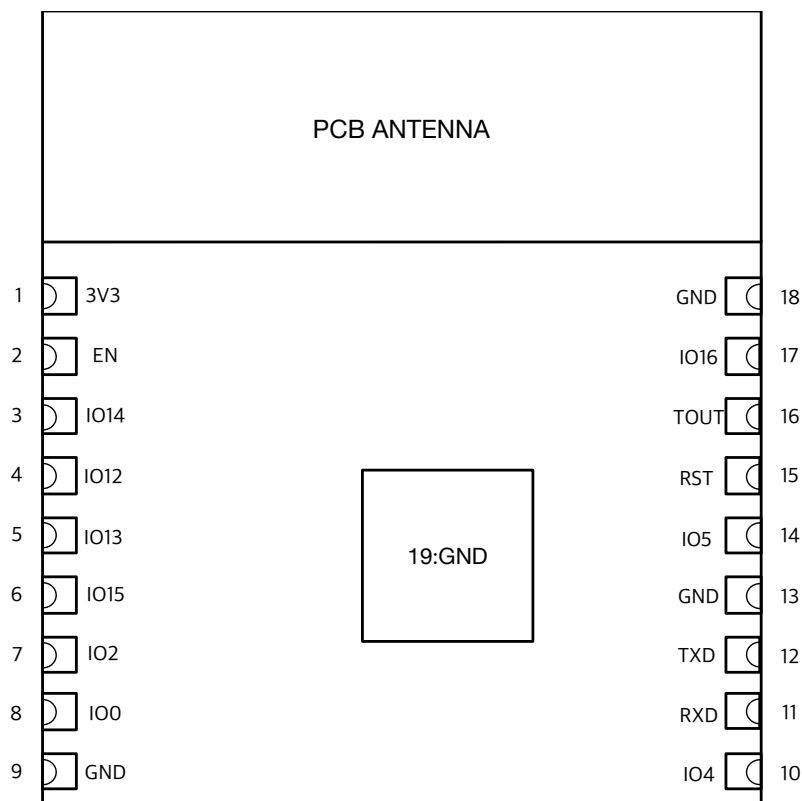 PCB ANTENNA
1 3V3 GND 18
2 EN IO16 17
3 IO14 TOUT 16
4 IO12 RST 15
5 IO13 IO5 14
19:GND
6 IO15 GND 13
7 IO2 TXD 12
8 IO0 RXD 11
9 GND IO4 10